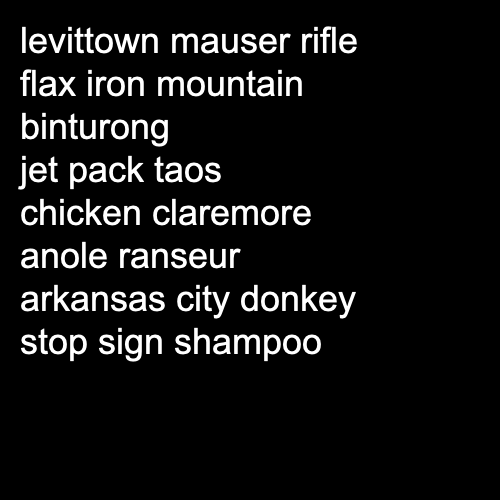 levittown mauser rifle
flax iron mountain
binturong
jet pack taos
chicken claremore
anole ranseur
arkansas city donkey
stop sign shampoo